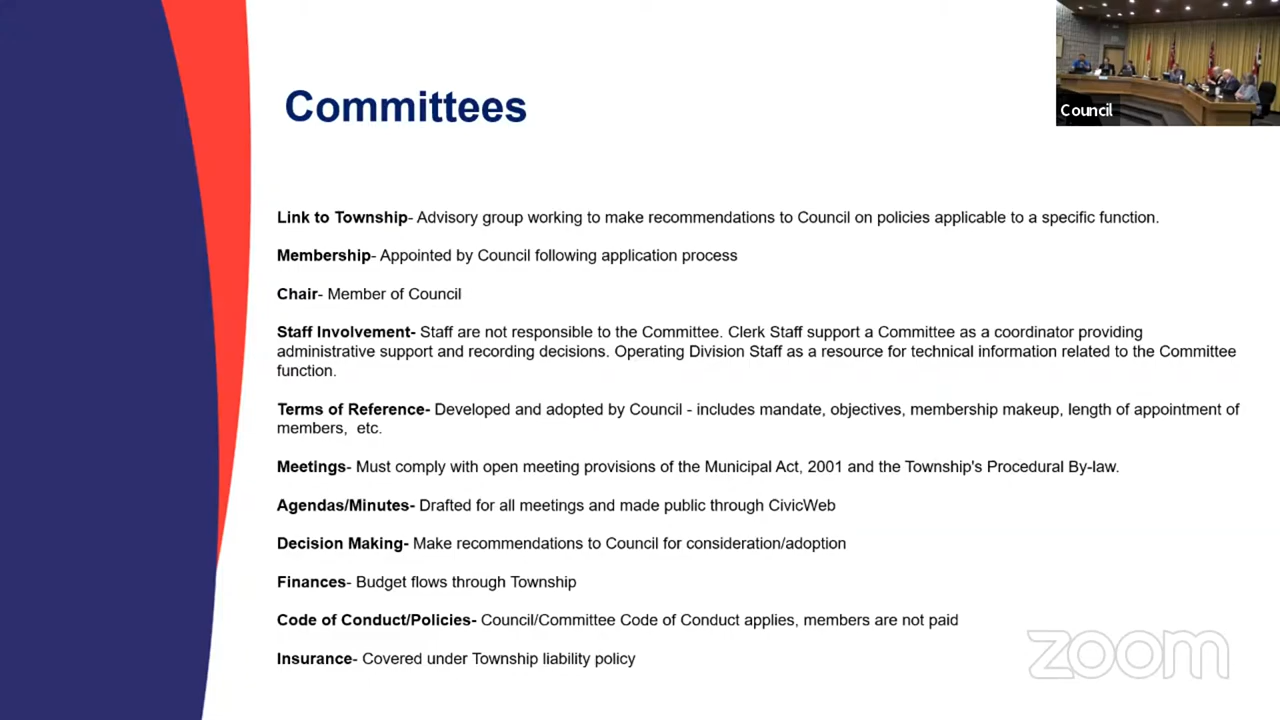 Council
Committees
Link to Township- Advisory group working to make recommendations to Council on policies applicable to a specific function.
Membership- Appointed by Council following application process
Chair- Member of Council
Staff Involvement- Staff are not responsible to the Committee. Clerk Staff support a Committee as a coordinator providing
administrative support and recording decisions. Operating Division Staff as a resource for technical information related to the Committee
function.
Terms of Reference- Developed and adopted by Council - includes mandate, objectives, membership makeup, length of appointment of
members, etc.
Meetings- Must comply with open meeting provisions of the Municipal Act, 2001 and the Township's Procedural By-law.
Agendas/Minutes- Drafted for all meetings and made public through CivicWeb
Decision Making- Make recommendations to Council for consideration/adoption
Finances- Budget flows through Township
Code of Conduct/Policies- Council/Committee Code of Conduct applies, members are not paid
Insurance- Covered under Township liability policy
zoom